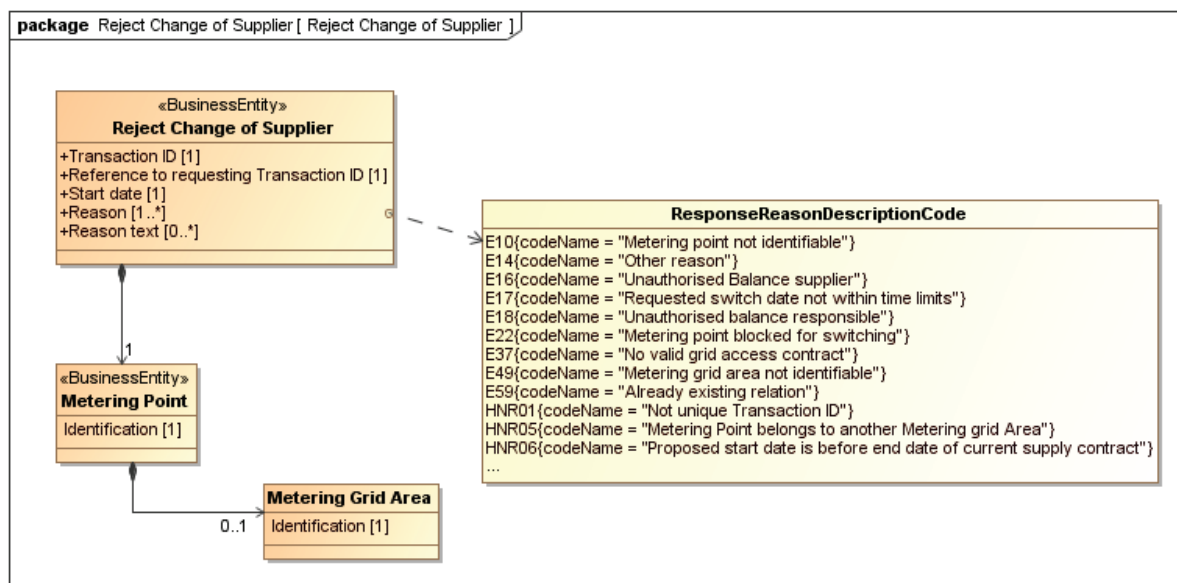 package Reject Change of Supplier [ Reject Change of Supplier ]
«BusinessEntity»
Reject Change of Supplier
+Transaction ID [1]
+Reference to requesting Transaction ID [1]
+Start date [1]
+Reason [1..*]
+Reason text [0..*]
G
ResponseReasonDescriptionCode
E10{codeName = "Metering point not identifiable"}
E14{codeName = "Other reason"}
E16{codeName = "Unauthorised Balance supplier"}
E17{codeName = "Requested switch date not within time limits"}
E18{codeName = "Unauthorised balance responsible"}
E22{codeName = "Metering point blocked for switching"}
E37{codeName = "No valid grid access contract"}
E49{codeName = "Metering grid area not identifiable"}
E59{codeName = "Already existing relation"}
HNR01{codeName = "Not unique Transaction ID"}
HNR05{codeName = "Metering Point belongs to another Metering grid Area"}
HNR06{codeName = "Proposed start date is before end date of current supply contract"}
...
1
«BusinessEntity»
Metering Point
Identification [1]
0..1
Metering Grid Area
Identification [1]